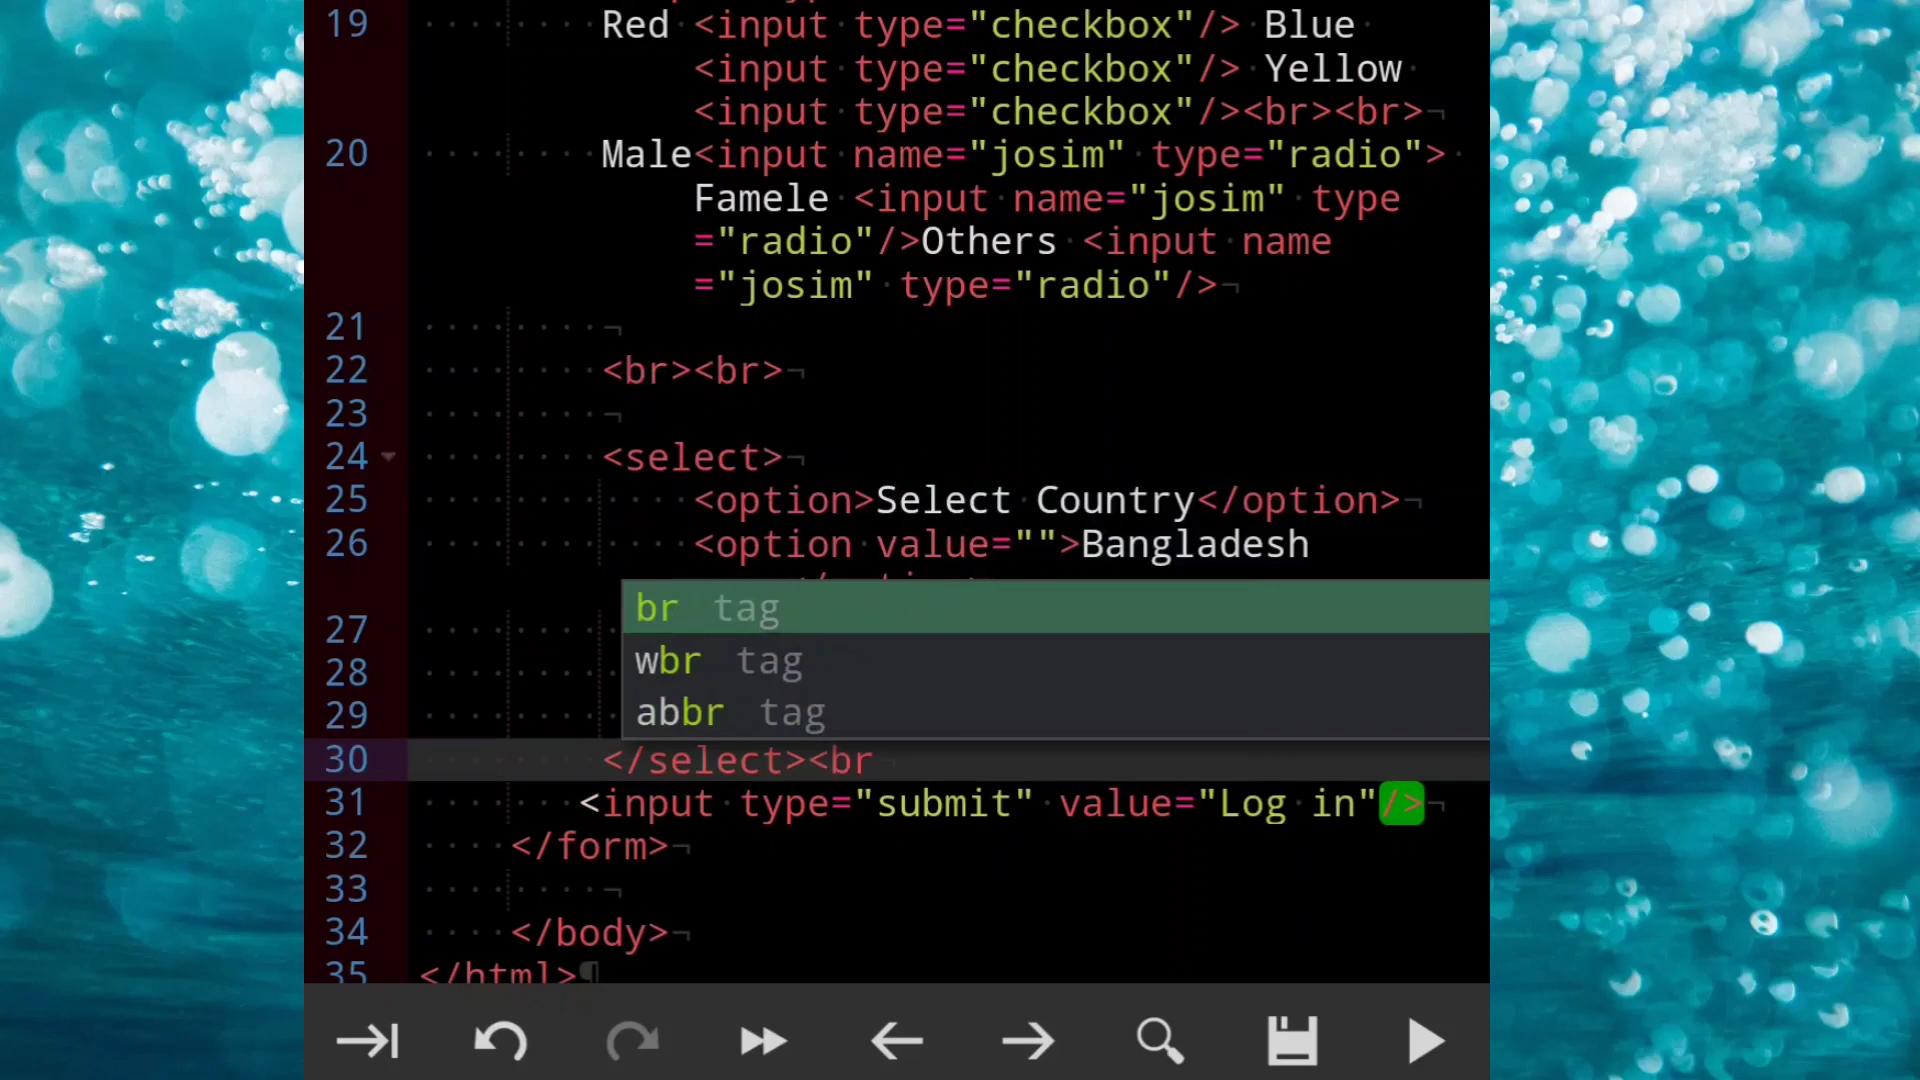 19 Red <input type="checkbox"/> Blue
<input type="checkbox"/> Yellow
<input type="checkbox"/><br><br>
20 Male<input name="josim" type="radio">
Famele <input name="josim" type
="radio"/>Others <input name
="josim" type="radio"/>
21
22 <br><br>
23
24 <select>
25 <option>Select Country</option>
26 <option value="">Bangladesh
br tag
27
wbr tag
28
abbr tag
29
30 </select><br
31 <input type="submit" value="Log in"/>
32 </form>
33
34 </body>
35 </html>